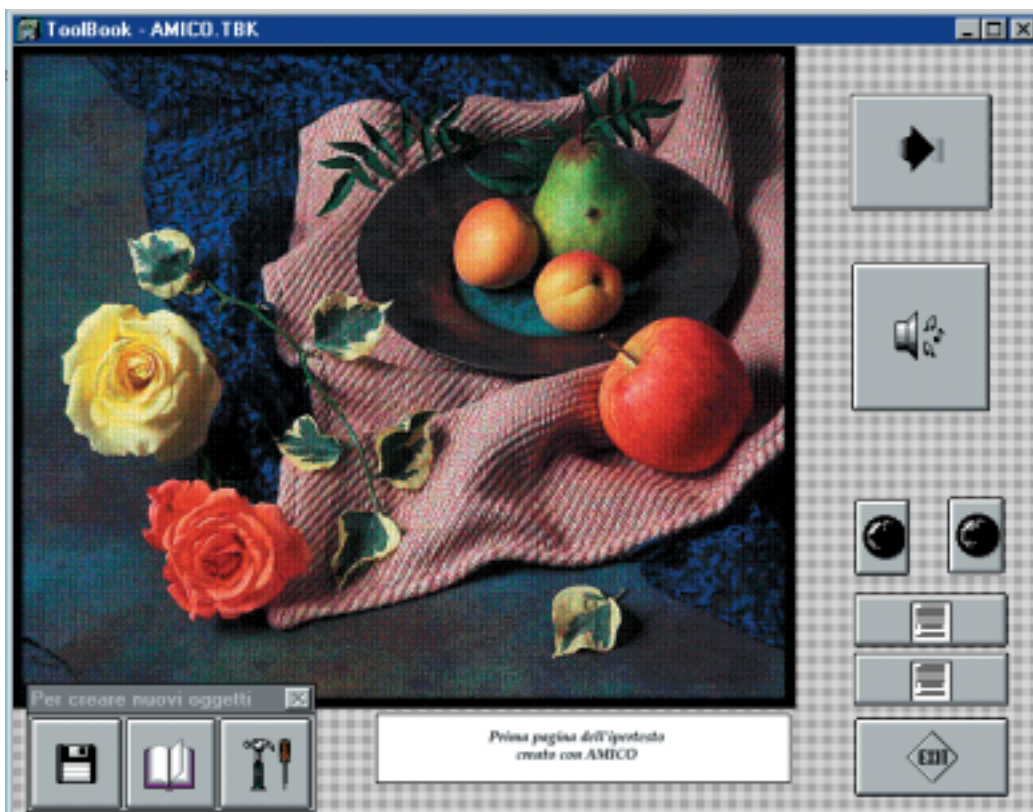 ToolBook - AMICO.TBK
Per creare nuovi oggetti
Prima pagina dell'ipertesto
creato con AMICO
EXIT